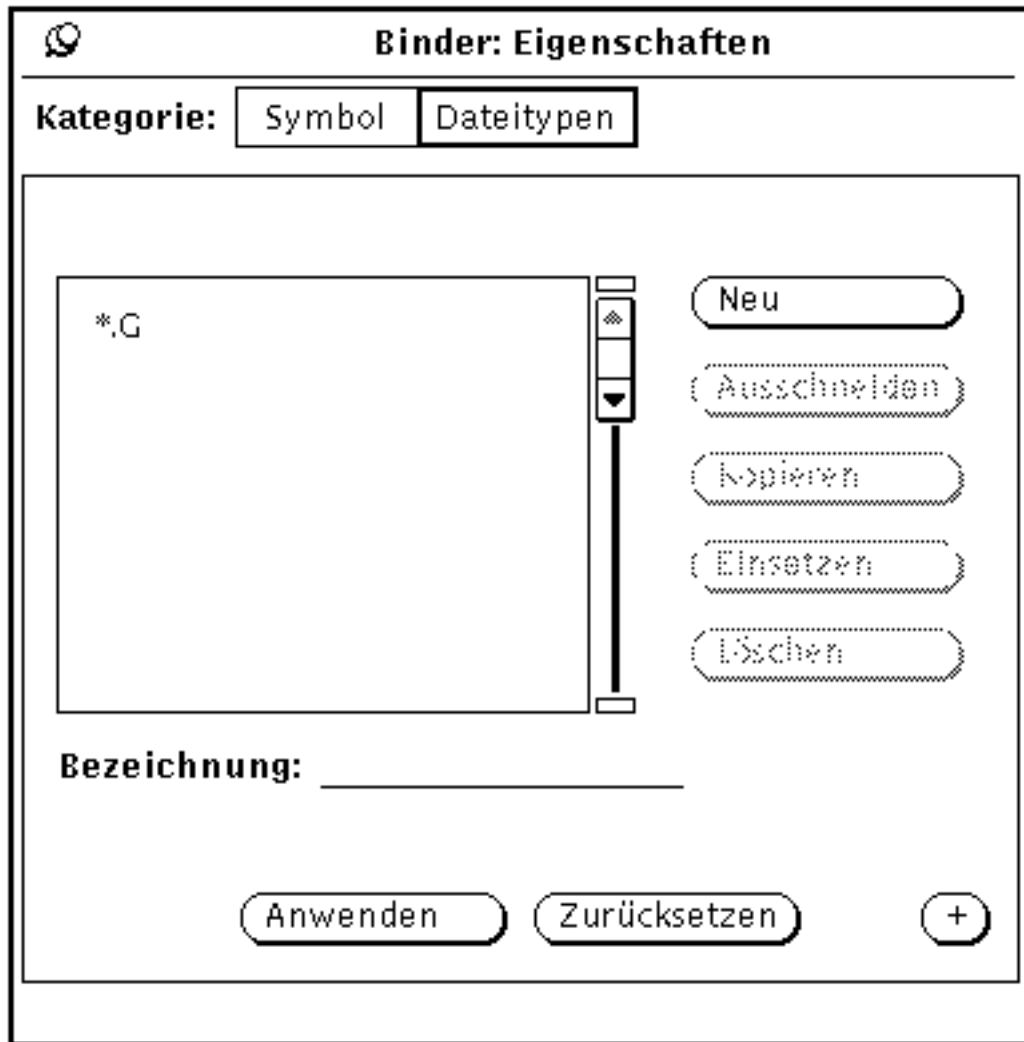 Binder: Eigenschaften
Kategorie: Symbol Dateitypen
*.G
Neu
Ausschneiden
Kopieren
Einsetzen
Löschen
Bezeichnung:
Anwenden Zurücksetzen +